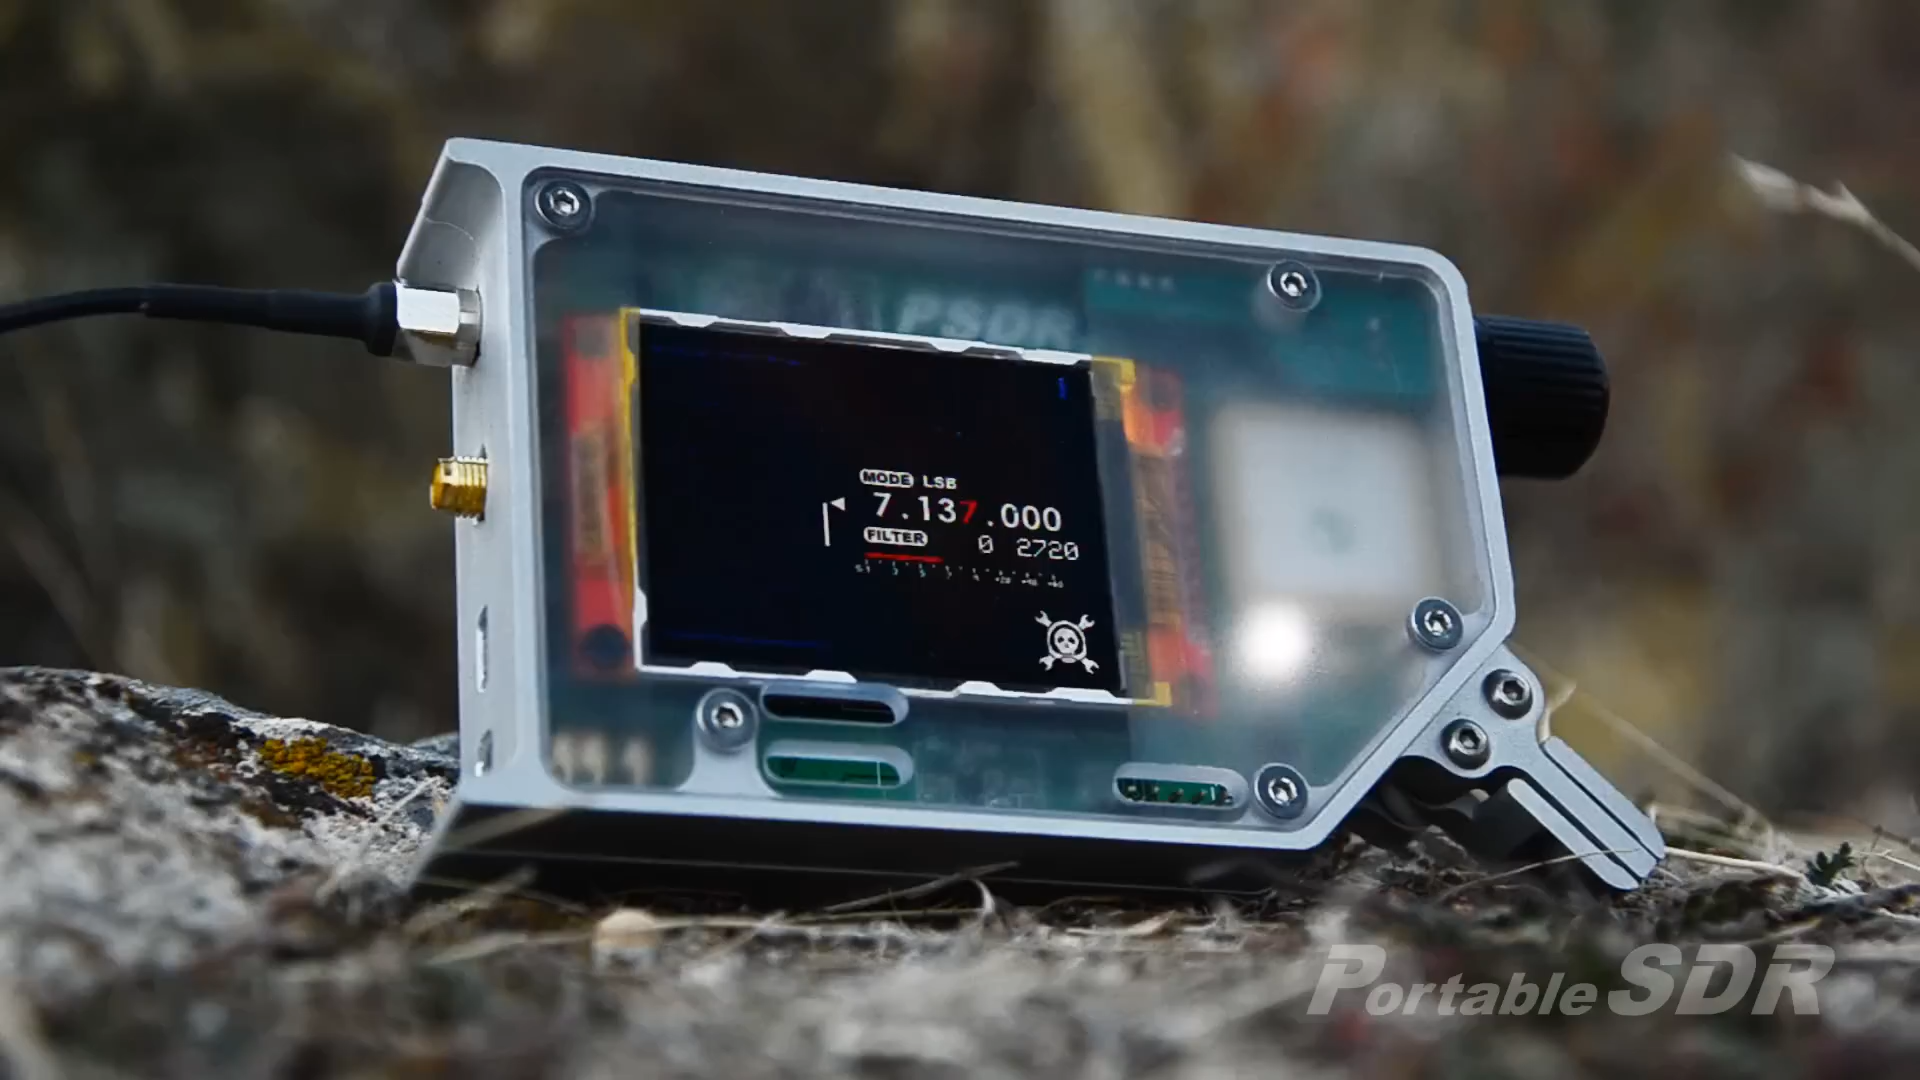 PSDR
MODE LSB
7.137.000
FILTER 0 2720
PortableSDR